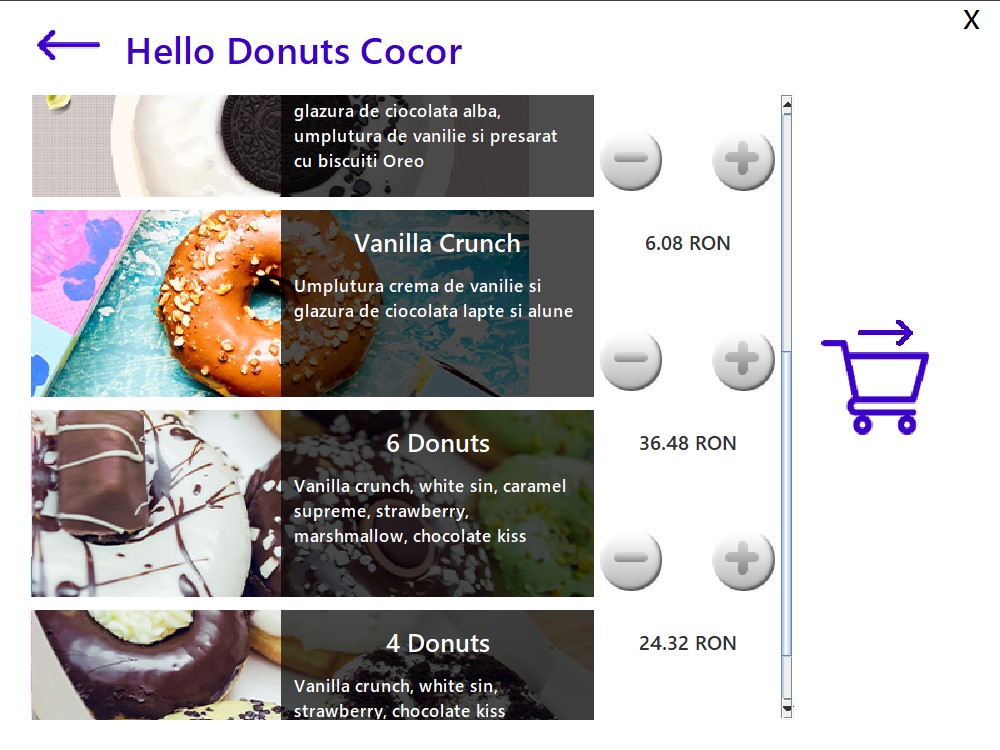 X
Hello Donuts Cocor
glazura de ciocolata alba,
umplutura de vanilie si presarat
cu biscuiti Oreo
6.08 RON
Vanilla Crunch
Umplutura crema de vanilie si
glazura de ciocolata lapte si alune
36.48 RON
6 Donuts
Vanilla crunch, white sin, caramel
supreme, strawberry,
marshmallow, chocolate kiss
24.32 RON
4 Donuts
Vanilla crunch, white sin,
strawberry, chocolate kiss